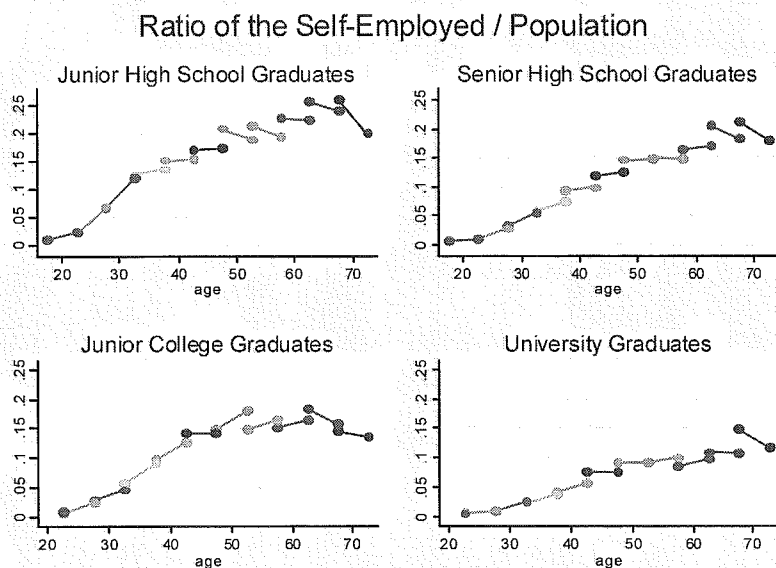 Ratio of the Self-Employed / Population
Junior High School Graduates
.25
.2
.15
.1
.05
0
20 30 40 50 60 70
age
Senior High School Graduates
.25
.2
.15
.1
.05
0
20 30 40 50 60 70
age
Junior College Graduates
.25
.2
.15
.1
.05
0
20 30 40 50 60 70
age
University Graduates
.25
.2
.15
.1
.05
0
20 30 40 50 60 70
age